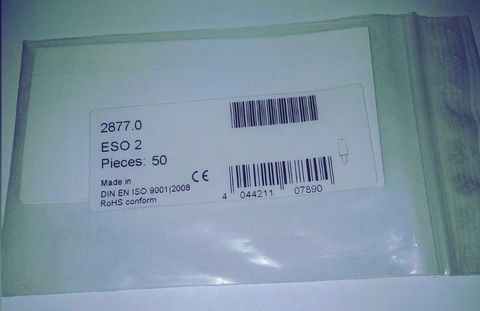 2877.0
ESO 2
Pieces: 50
Made in
DIN EN ISO 9001|2008
RoHS conform
CE
4 044211 07890